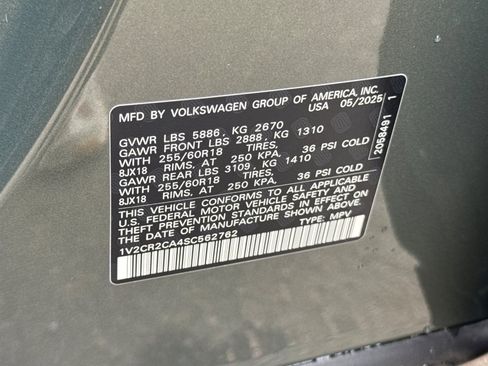 MFD BY VOLKSWAGEN GROUP OF AMERICA, INC.
USA 05/2025
GVWR LBS 5886, KG 2670
GAWR FRONT LBS 2888, KG 1310
WITH 255/60R18 TIRES,
8JX18 RIMS, AT 250 KPA, 36 PSI COLD
GAWR REAR LBS 3109, KG 1410
WITH 255/60R18 TIRES,
8JX18 RIMS, AT 250 KPA, 36 PSI COLD
THIS VEHICLE CONFORMS TO ALL APPLICABLE
U.S. FEDERAL MOTOR VEHICLE SAFETY AND
THEFT PREVENTION STANDARDS IN EFFECT ON
THE DATE OF MANUFACTURE SHOWN ABOVE.
1V2CR2CA4SC562762 TYPE: MPV
2058491 1